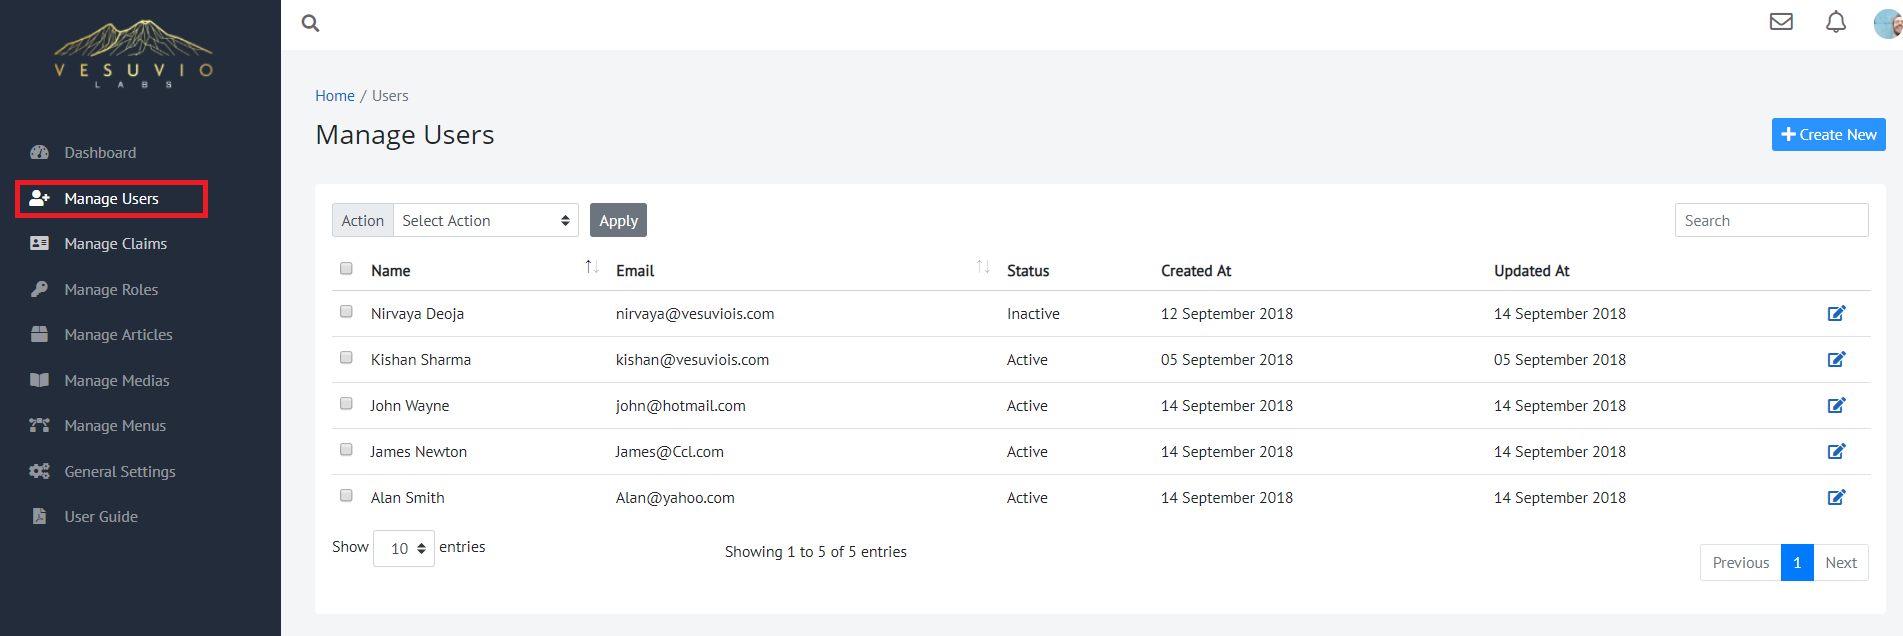 VESUVIO
LABS
Dashboard
Manage Users
Manage Claims
Manage Roles
Manage Articles
Manage Medias
Manage Menus
General Settings
User Guide
Home / Users
Manage Users
Create New
Action Select Action Apply Search
Name Email Status Created At Updated At
Nirvaya Deoja nirvaya@vesuviois.com Inactive 12 September 2018 14 September 2018
Kishan Sharma kishan@vesuviois.com Active 05 September 2018 05 September 2018
John Wayne john@hotmail.com Active 14 September 2018 14 September 2018
James Newton James@Ccl.com Active 14 September 2018 14 September 2018
Alan Smith Alan@yahoo.com Active 14 September 2018 14 September 2018
Show 10 entries Showing 1 to 5 of 5 entries Previous 1 Next